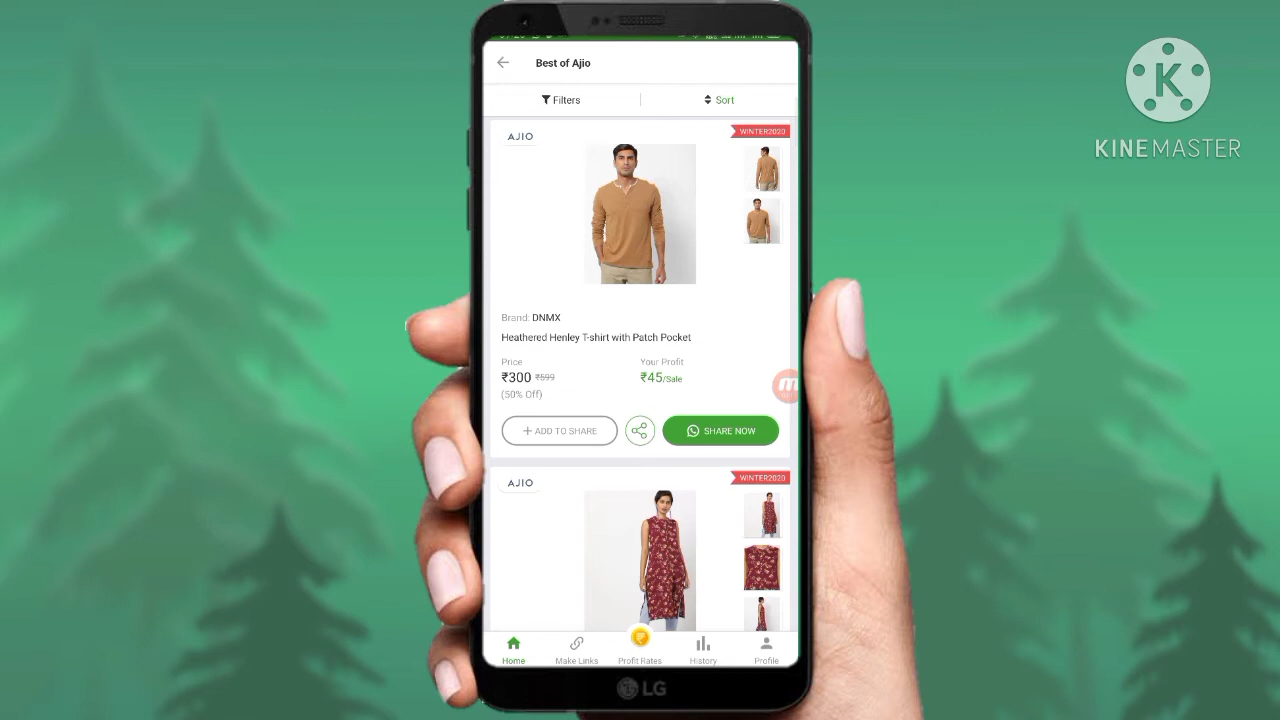 Best of Ajio
Filters
Sort
AJIO
WINTER2020
Brand: DNMX
Heathered Henley T-shirt with Patch Pocket
Price
Your Profit
₹300 ₹599
₹45/Sale
(50% Off)
+ ADD TO SHARE
SHARE NOW
AJIO
WINTER2020
Home
Make Links
Profit Rates
History
Profile
LG
K
KINEMASTER